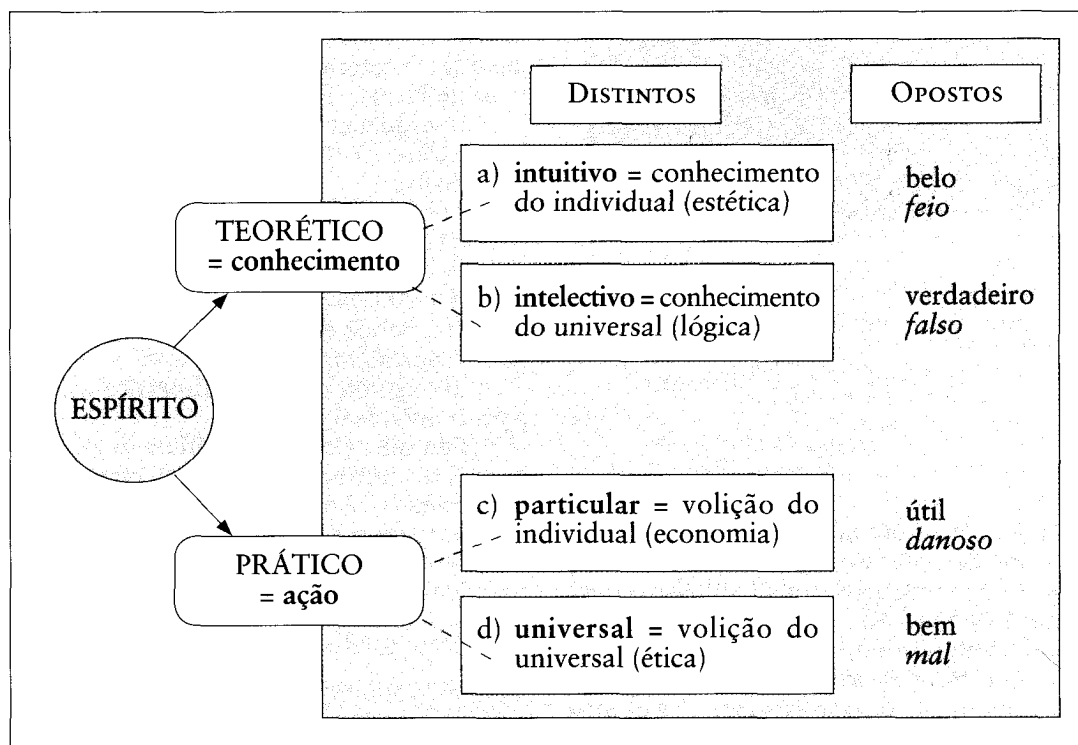 DISTINTOS
OPOSTOS
a) intuitivo = conhecimento
do individual (estética)
belo
feio
TEORÉTICO
= conhecimento
b) intelectivo = conhecimento
do universal (lógica)
verdadeiro
falso
ESPÍRITO
c) particular = volição do
individual (economia)
útil
danoso
PRÁTICO
= ação
d) universal = volição do
universal (ética)
bem
mal